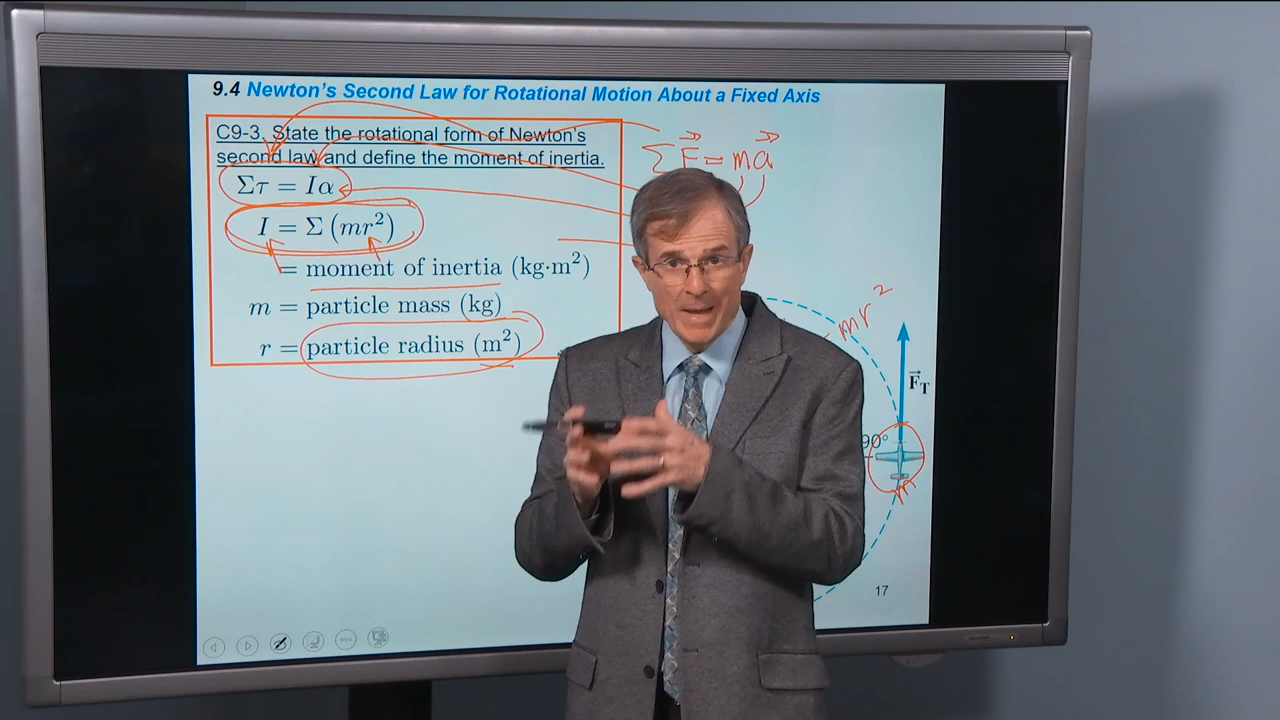 9.4 Newton's Second Law for Rotational Motion About a Fixed Axis
C9-3. State the rotational form of Newton's
second law and define the moment of inertia.
Στ = Iα
I = Σ (mr²)
= moment of inertia (kg·m²)
m = particle mass (kg)
r = particle radius (m²)
ΣF⃗ = ma⃗
mr²
F⃗T
90°
m
17